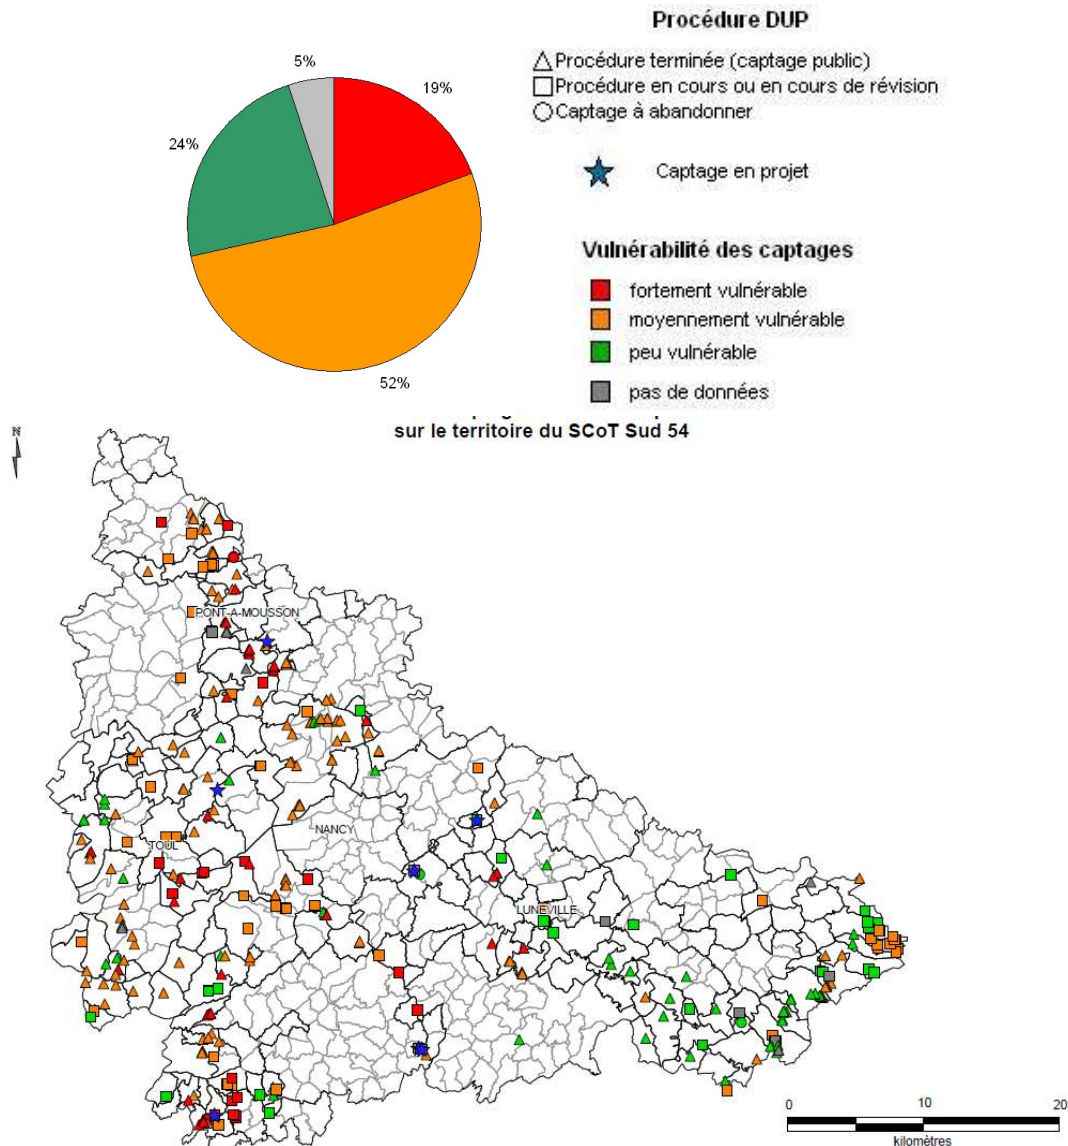 Procédure DUP
Procédure terminée (captage public)
Procédure en cours ou en cours de révision
Captage à abandonner
Captage en projet
Vulnérabilité des captages
fortement vulnérable
moyennement vulnérable
peu vulnérable
pas de données
5%
19%
24%
52%
sur le territoire du SCoT Sud 54
N
PONT-A-MOUSSON
NANCY
TOUL
LUNEVILLE
0 10 20
kilomètres